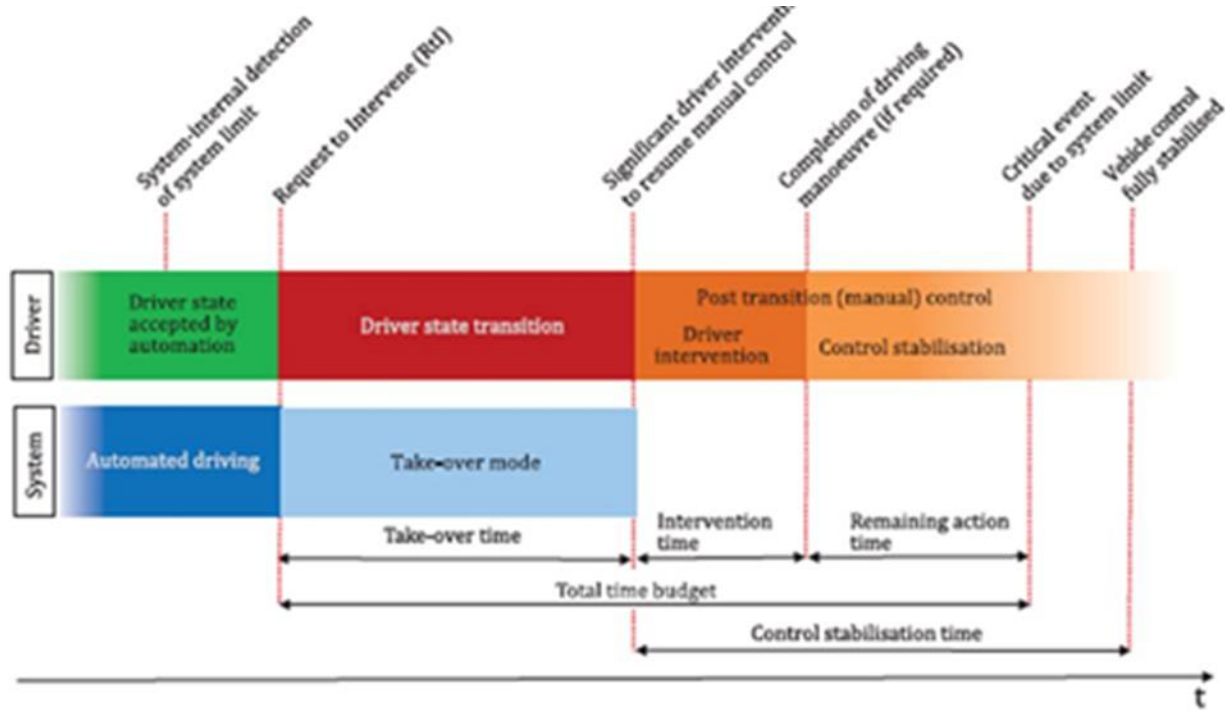 System-internal detection
of system limit
Request to Intervene (RtI)
Significant driver
to resume manual control
Completion of driving
manoeuvre (if required)
Critical event
due to system limit
Vehicle control
fully stabilised
Driver
Driver state
accepted by
automation
Driver state transition
Post transition (manual) control
Driver
intervention
Control stabilisation
System
Automated driving
Take-over mode
Take-over time
Intervention
time
Remaining action
time
Total time budget
Control stabilisation time
t